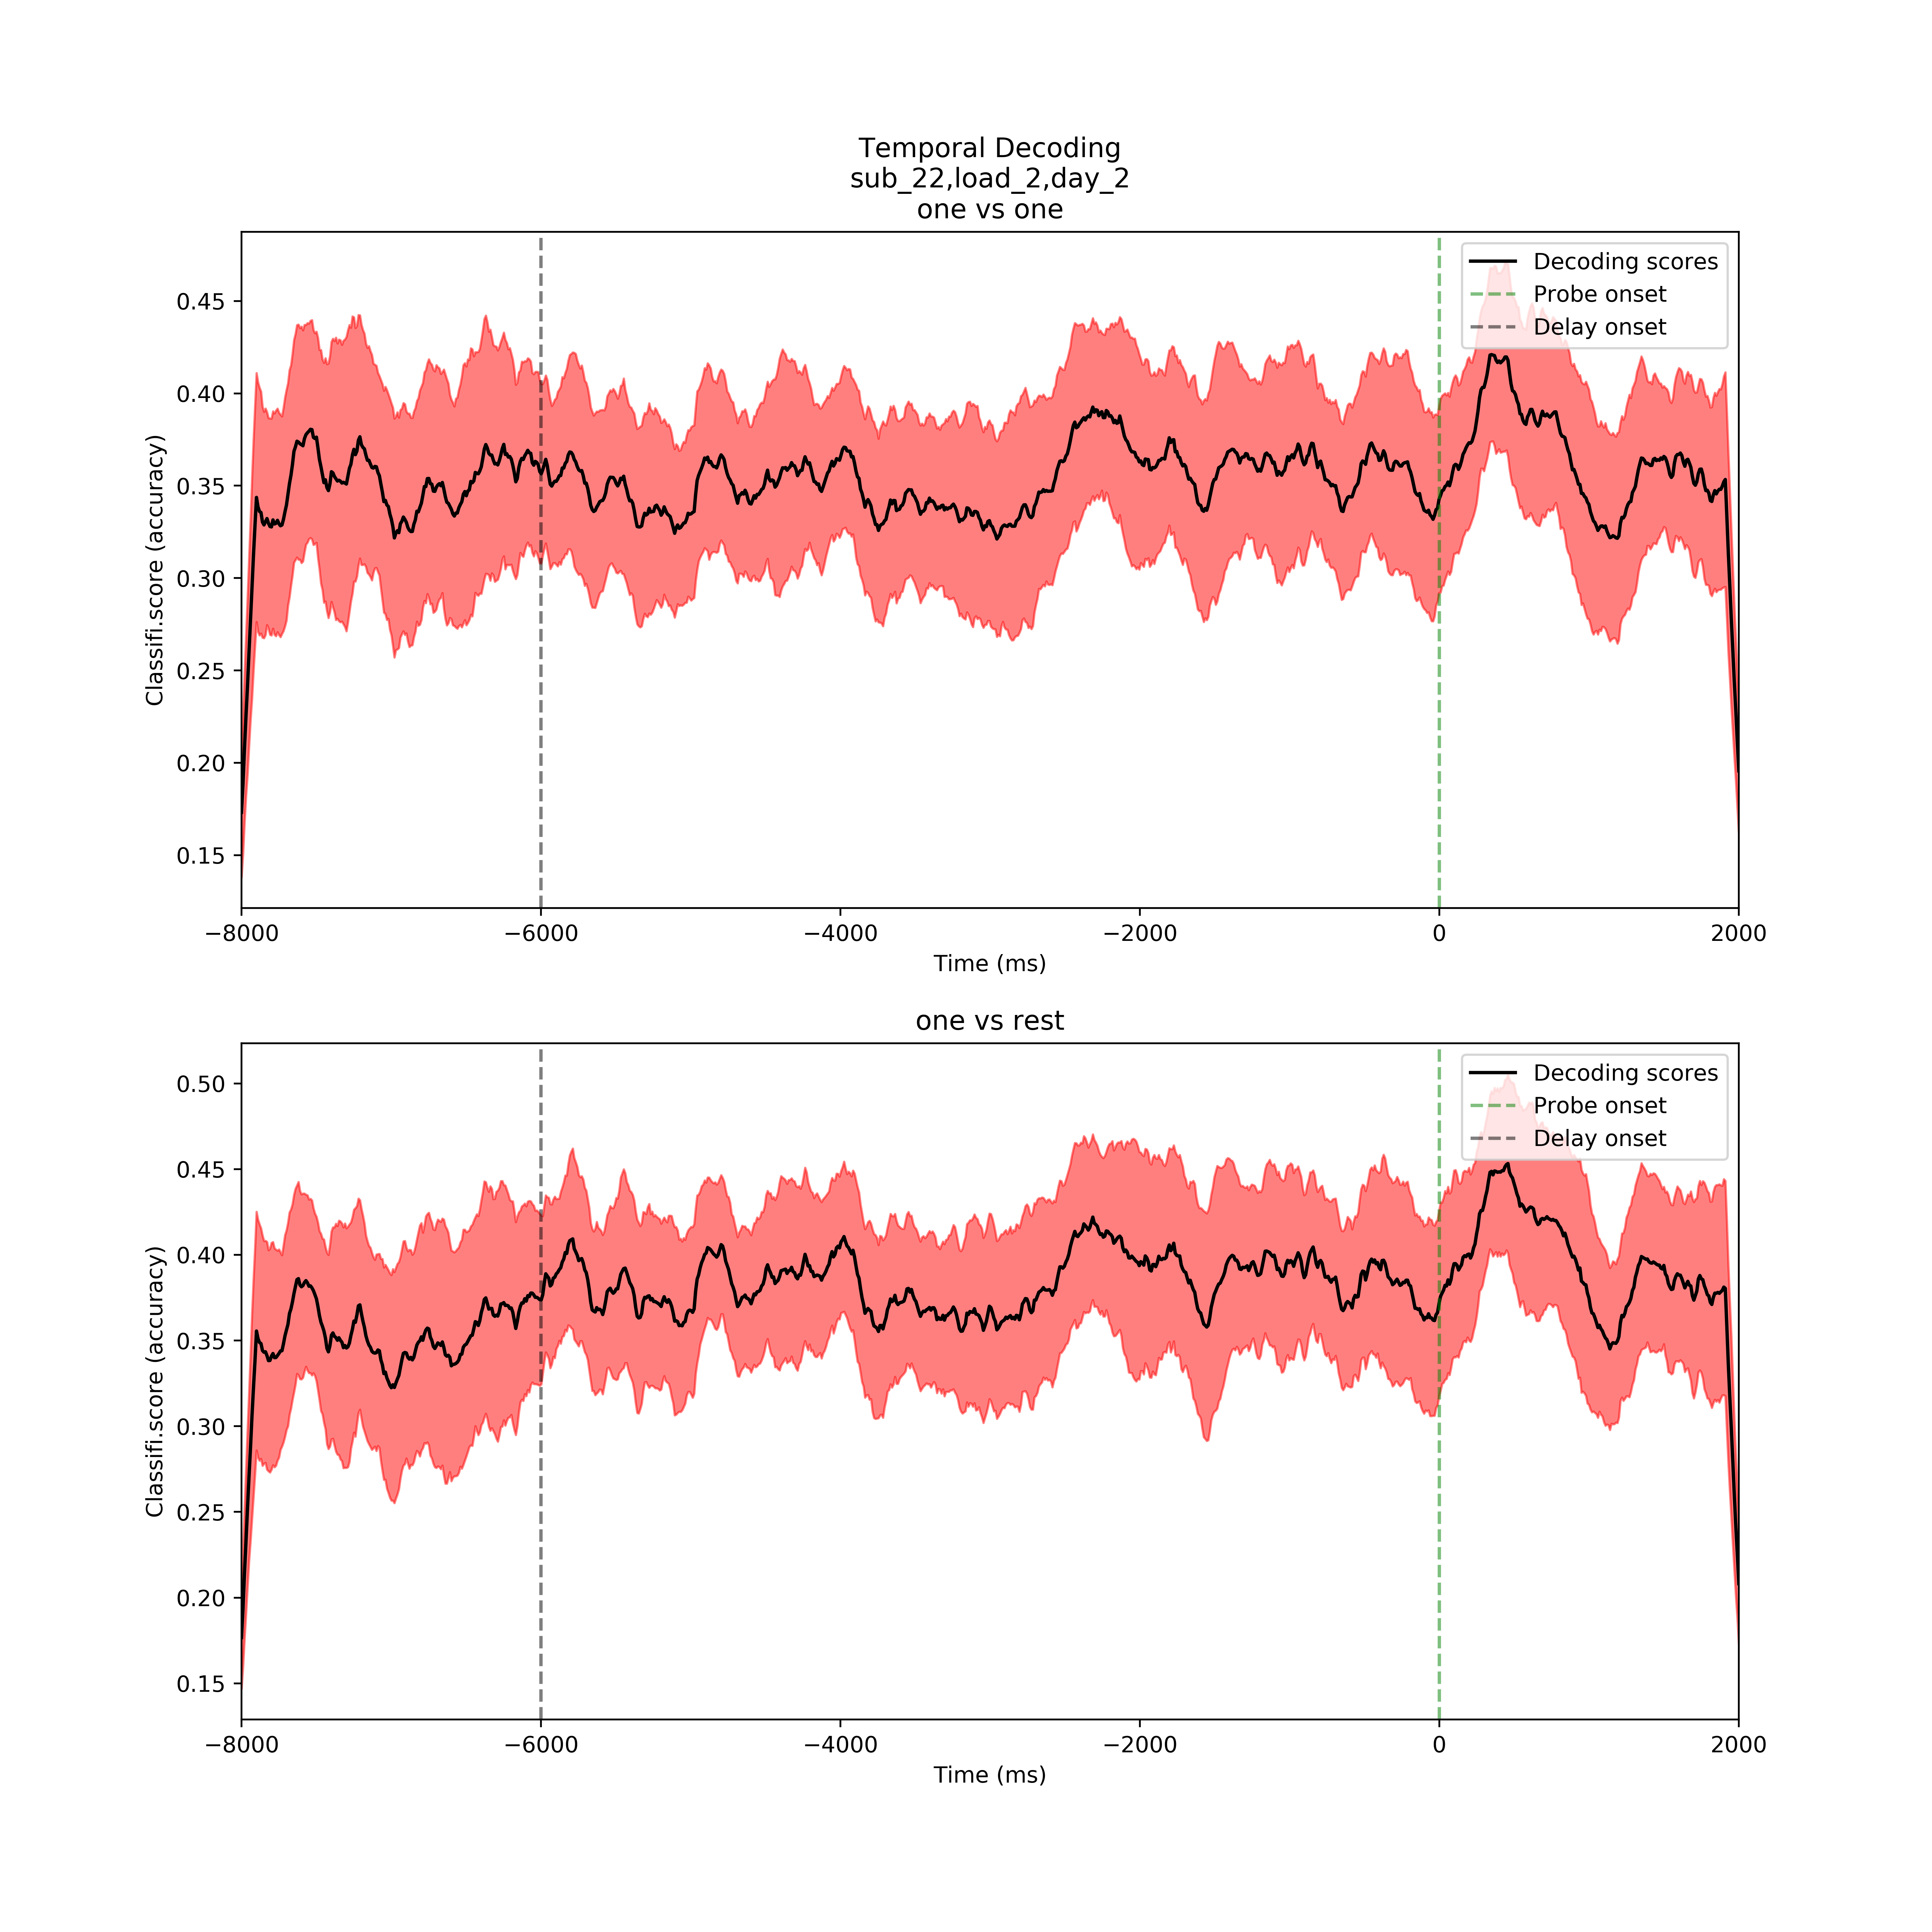 Temporal Decoding
sub_22,load_2,day_2
one vs one
Decoding scores
Probe onset
Delay onset
0.45
0.40
0.35
0.30
0.25
0.20
0.15
Classifi.score (accuracy)
−8000 −6000 −4000 −2000 0 2000
Time (ms)
one vs rest
Decoding scores
Probe onset
Delay onset
0.50
0.45
0.40
0.35
0.30
0.25
0.20
0.15
Classifi.score (accuracy)
−8000 −6000 −4000 −2000 0 2000
Time (ms)